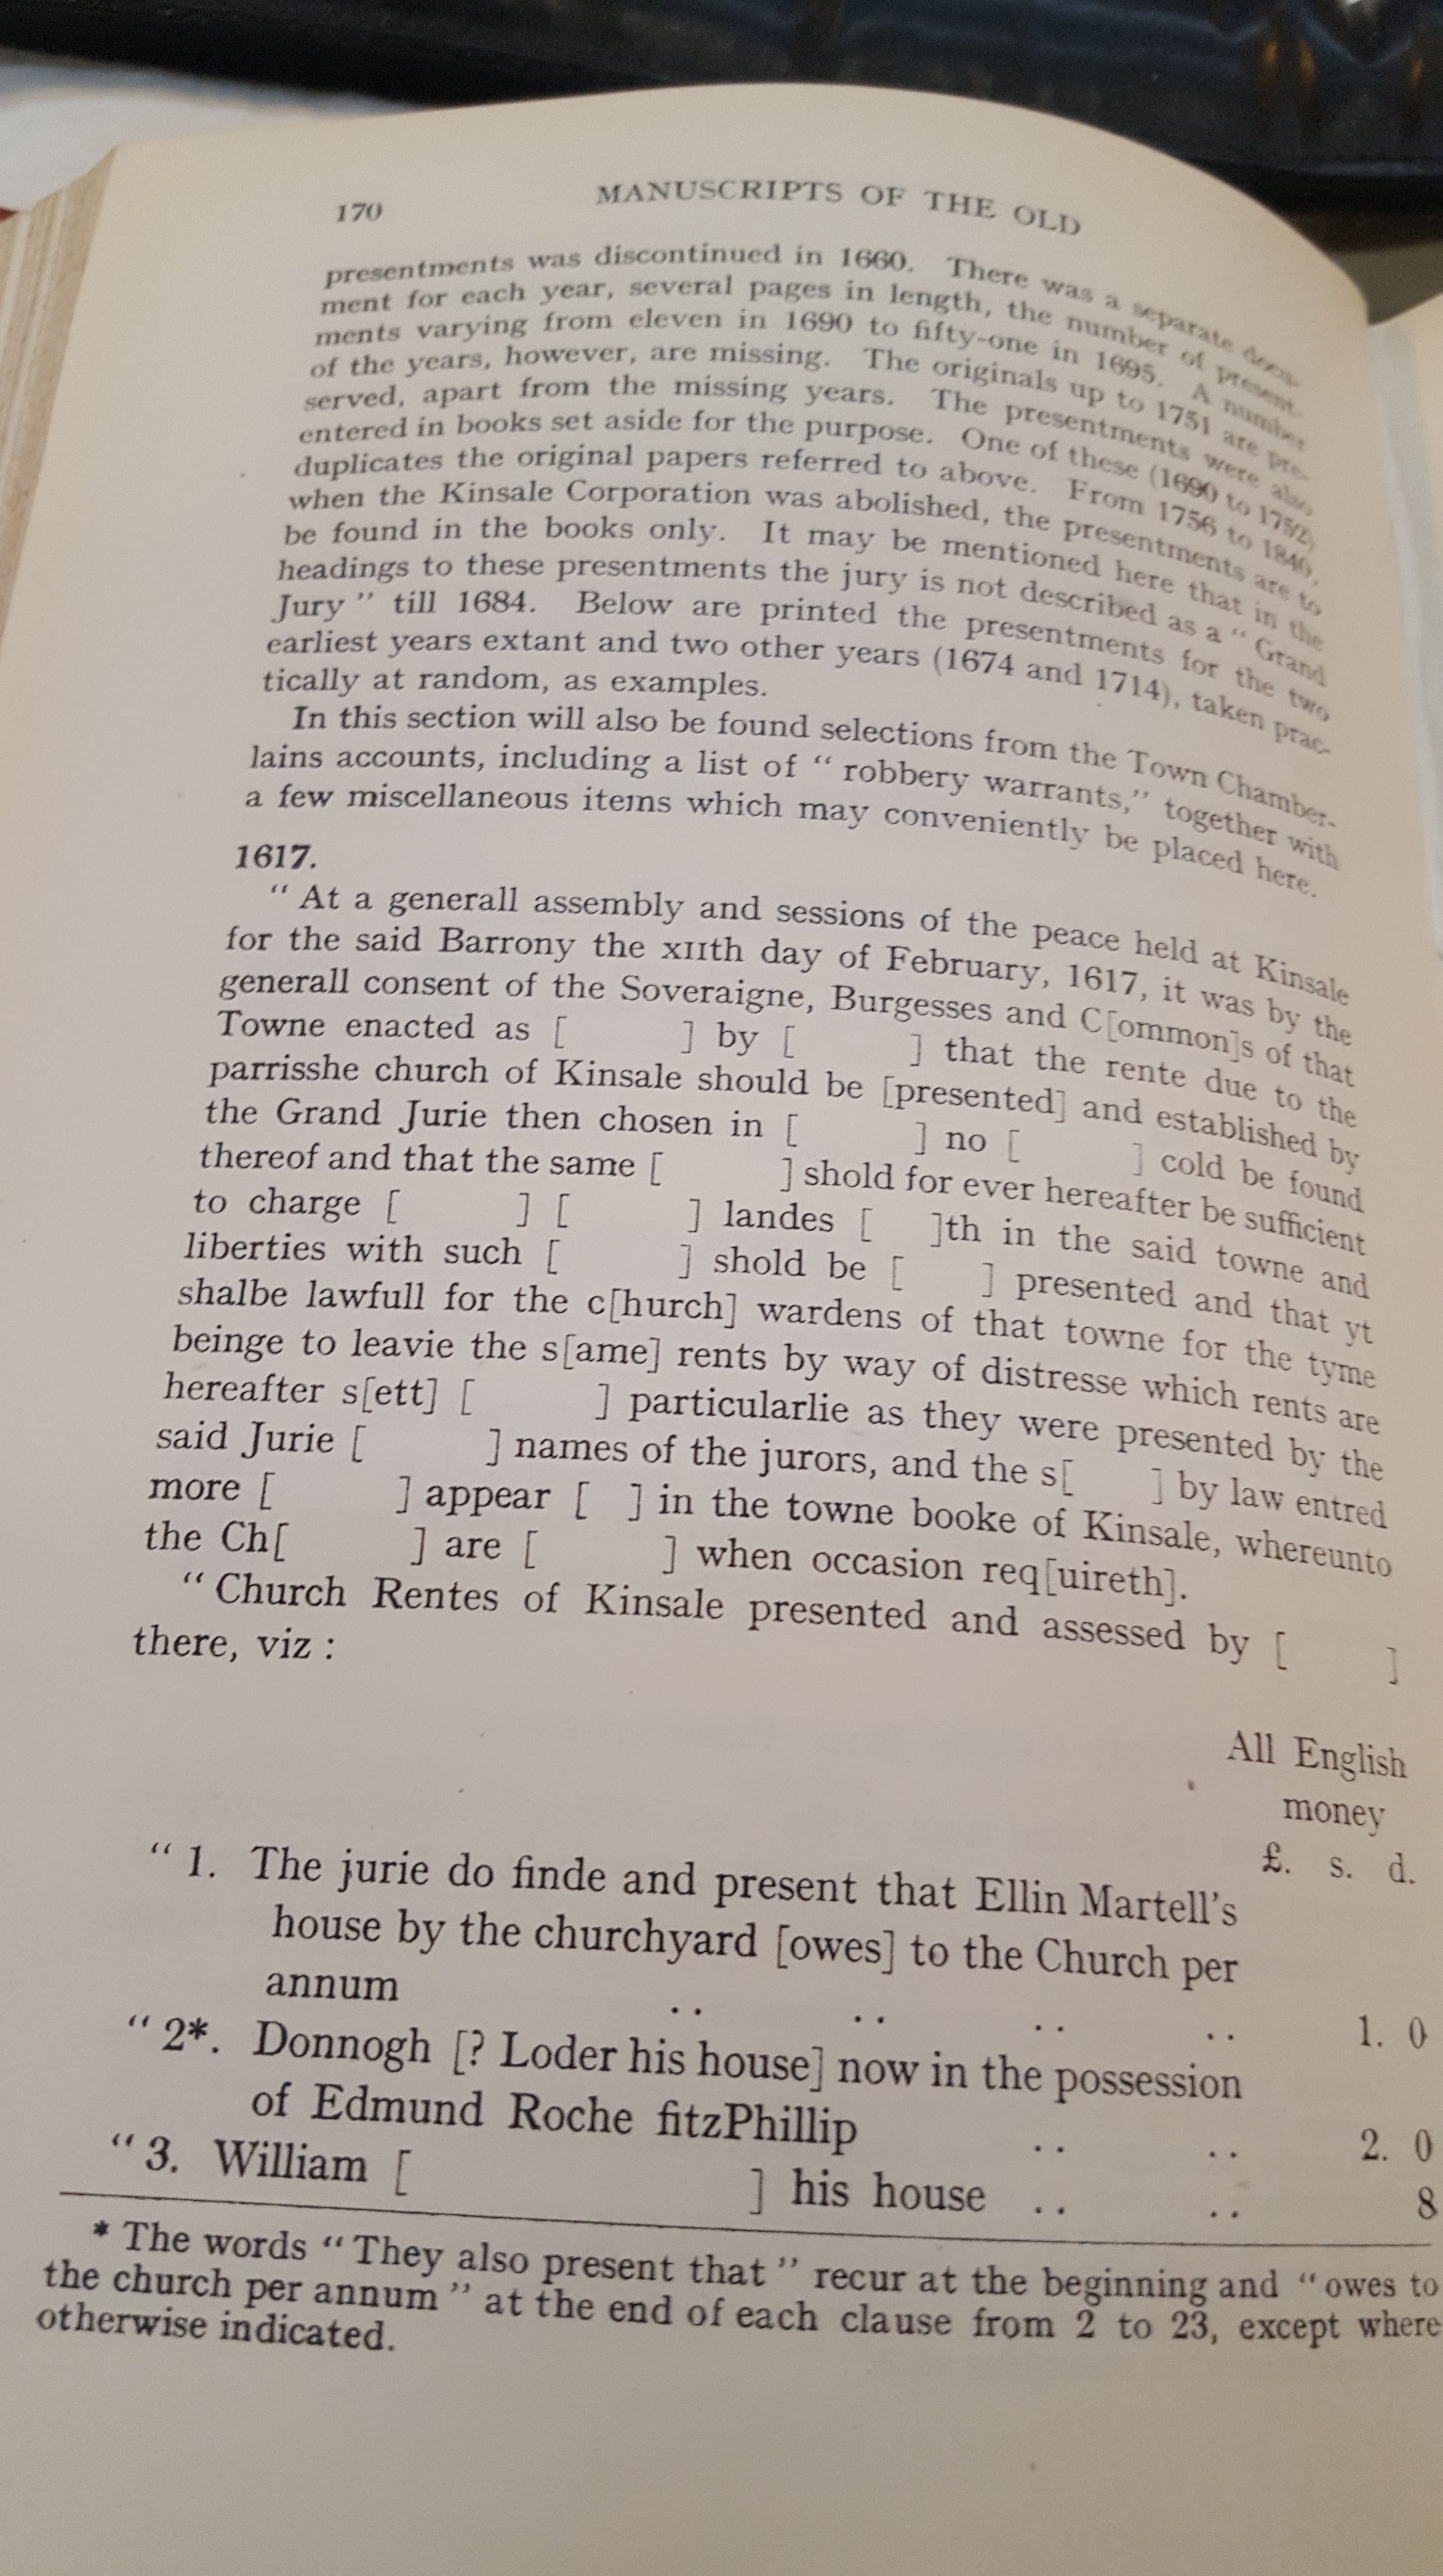 170 MANUSCRIPTS OF THE OLD
presentments was discontinued in 1660. There was a separate docu-
ment for each year, several pages in length, the number of present-
ments varying from eleven in 1690 to fifty-one in 1695. A number
of the years, however, are missing. The originals up to 1751 are pre-
served, apart from the missing years. The presentments were also
entered in books set aside for the purpose. One of these (1690 to 1752)
duplicates the original papers referred to above. From 1756 to 1840,
when the Kinsale Corporation was abolished, the presentments are to
be found in the books only. It may be mentioned here that in the
headings to these presentments the jury is not described as a “ Grand
Jury ” till 1684. Below are printed the presentments for the two
earliest years extant and two other years (1674 and 1714), taken prac-
tically at random, as examples.
In this section will also be found selections from the Town Chamber-
lains accounts, including a list of “ robbery warrants,” together with
a few miscellaneous items which may conveniently be placed here.
1617.
“ At a generall assembly and sessions of the peace held at Kinsale
for the said Barrony the XIIth day of February, 1617, it was by the
generall consent of the Soveraigne, Burgesses and C[ommon]s of that
Towne enacted as [ ] by [ ] that the rente due to the
parrisshe church of Kinsale should be [presented] and established by
the Grand Jurie then chosen in [ ] no [ ] cold be found
thereof and that the same [ ] shold for ever hereafter be sufficient
to charge [ ] [ ] landes [ ]th in the said towne and
liberties with such [ ] shold be [ ] presented and that yt
shalbe lawfull for the c[hurch] wardens of that towne for the tyme
beinge to leavie the s[ame] rents by way of distresse which rents are
hereafter s[ett] [ ] particularlie as they were presented by the
said Jurie [ ] names of the jurors, and the s[ ] by law entred
more [ ] appear [ ] in the towne booke of Kinsale, whereunto
the Ch[ ] are [ ] when occasion req[uireth].
“ Church Rentes of Kinsale presented and assessed by [ ]
there, viz :
All English
money
£. s. d.
“ 1. The jurie do finde and present that Ellin Martell’s
house by the churchyard [owes] to the Church per
annum .. .. .. .. 1. 0
“ 2*. Donnogh [? Loder his house] now in the possession
of Edmund Roche fitzPhillip .. .. 2. 0
“ 3. William [ ] his house .. .. 8
* The words “ They also present that ” recur at the beginning and “ owes to
the church per annum ” at the end of each clause from 2 to 23, except where
otherwise indicated.